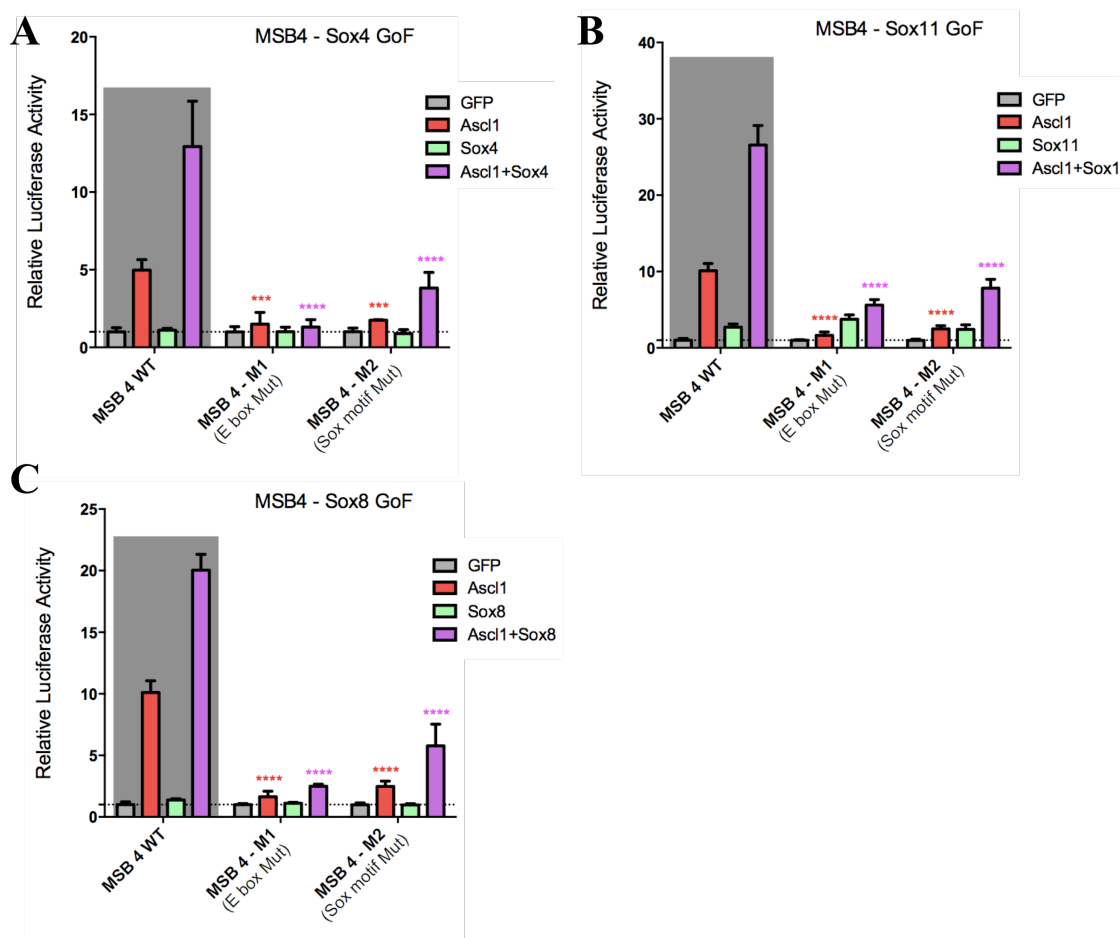 A
MSB4 - Sox4 GoF
Relative Luciferase Activity
20
15
10
5
0
GFP
Ascl1
Sox4
Ascl1+Sox4
***
****
***
****
MSB 4 WT
MSB 4 - M1
(E box Mut)
MSB 4 - M2
(Sox motif Mut)
B
MSB4 - Sox11 GoF
Relative Luciferase Activity
40
30
20
10
0
GFP
Ascl1
Sox11
Ascl1+Sox1
****
****
****
****
MSB 4 WT
MSB 4 - M1
(E box Mut)
MSB 4 - M2
(Sox motif Mut)
C
MSB4 - Sox8 GoF
Relative Luciferase Activity
25
20
15
10
5
0
GFP
Ascl1
Sox8
Ascl1+Sox8
****
****
****
****
MSB 4 WT
MSB 4 - M1
(E box Mut)
MSB 4 - M2
(Sox motif Mut)